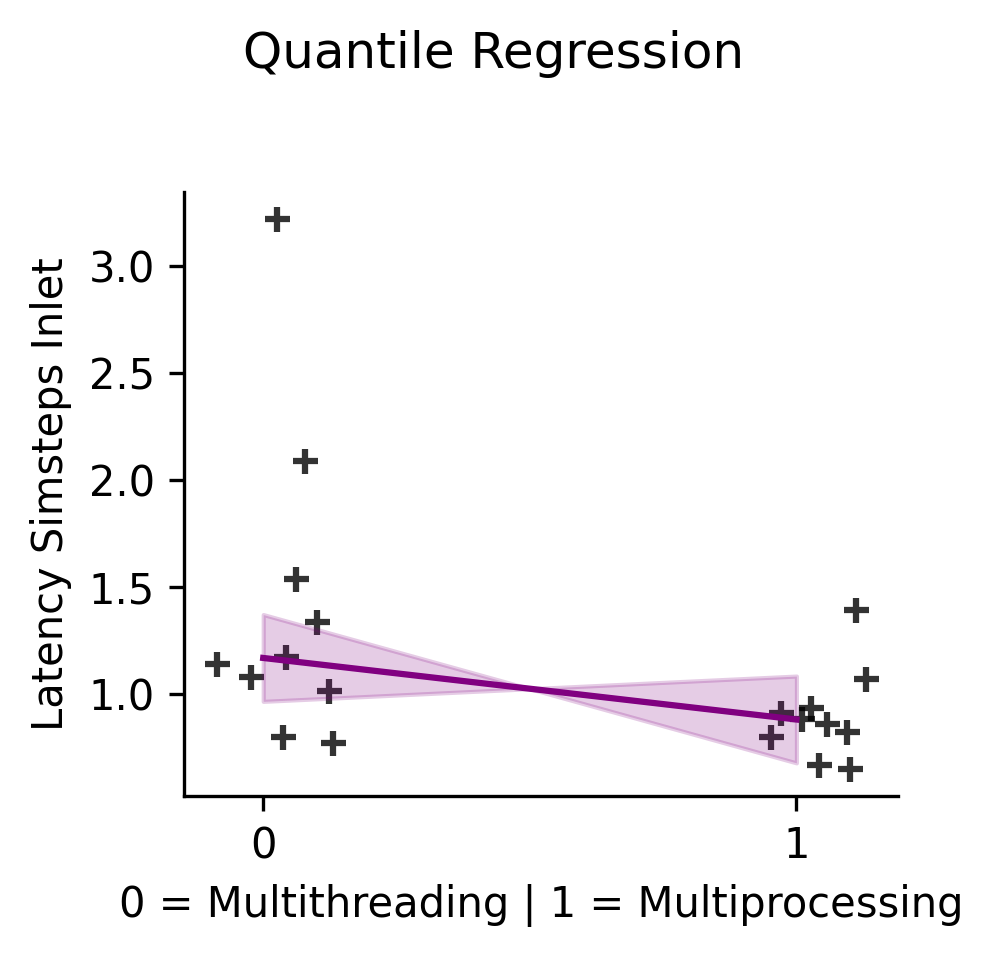 Quantile Regression
Latency Simsteps Inlet
3.0
2.5
2.0
1.5
1.0
0 1
0 = Multithreading | 1 = Multiprocessing